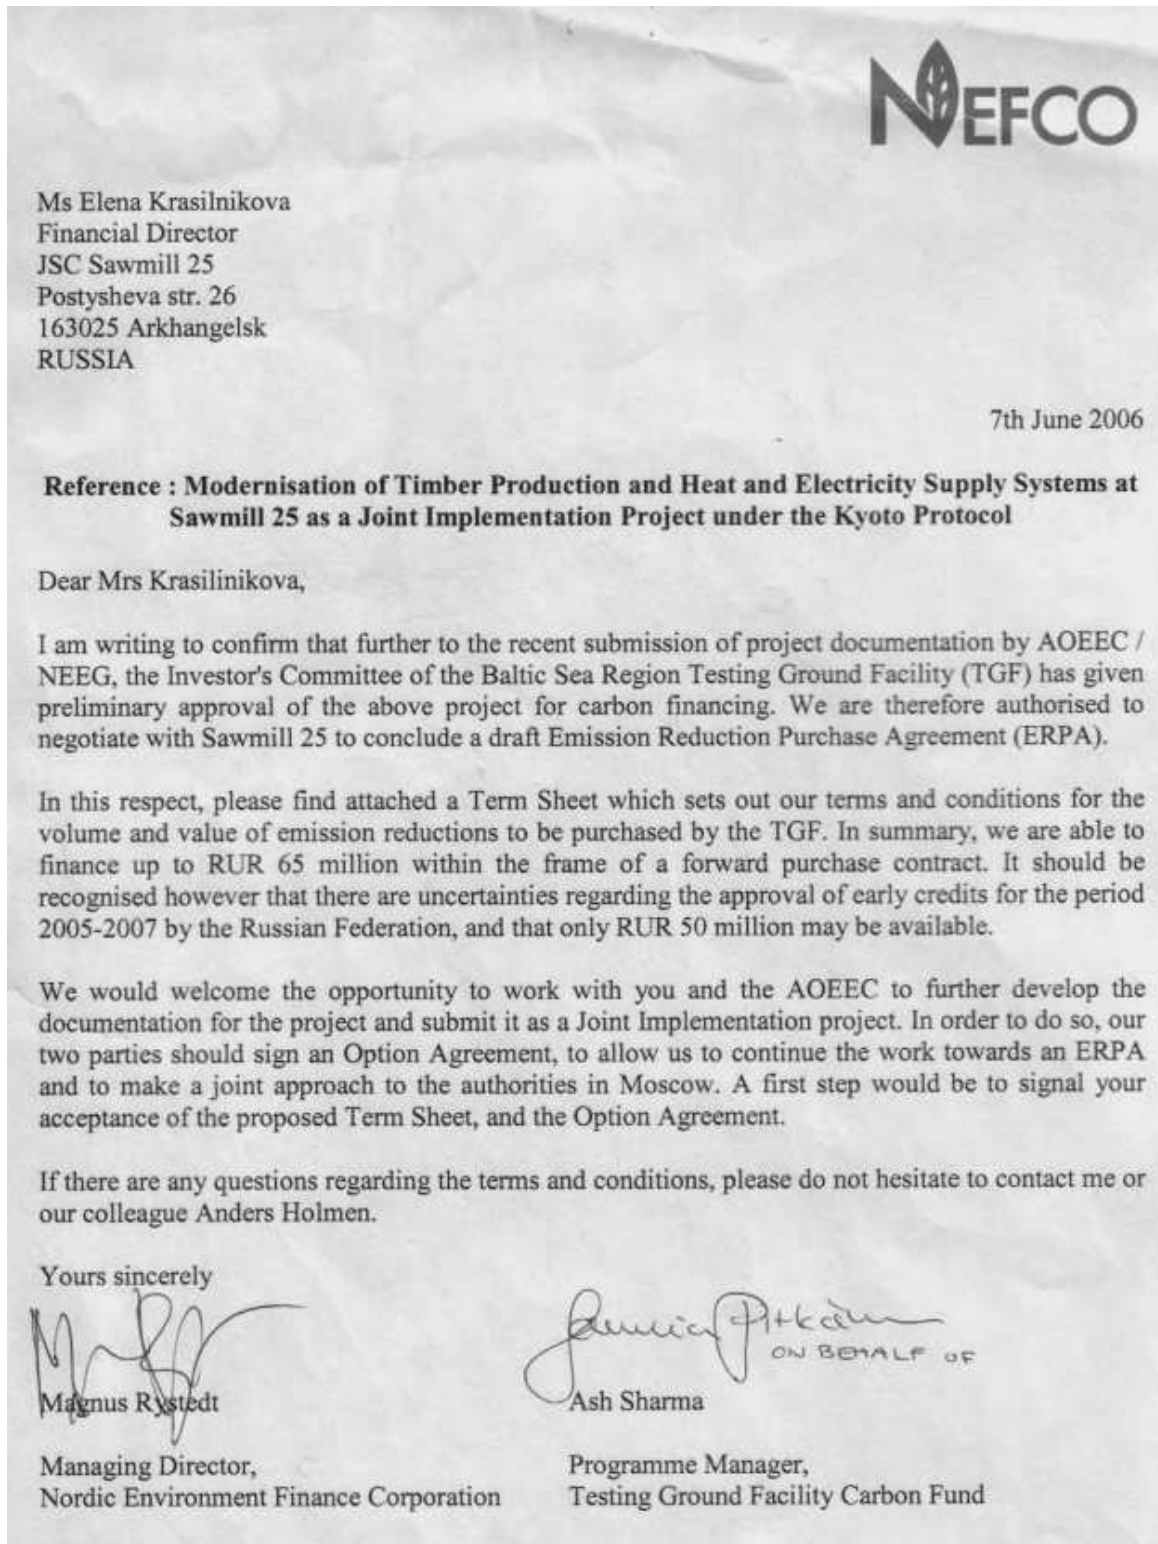 NEFCO
Ms Elena Krasilnikova
Financial Director
JSC Sawmill 25
Postysheva str. 26
163025 Arkhangelsk
RUSSIA
7th June 2006
Reference : Modernisation of Timber Production and Heat and Electricity Supply Systems at
Sawmill 25 as a Joint Implementation Project under the Kyoto Protocol
Dear Mrs Krasilinikova,
I am writing to confirm that further to the recent submission of project documentation by AOEEC /
NEEG, the Investor's Committee of the Baltic Sea Region Testing Ground Facility (TGF) has given
preliminary approval of the above project for carbon financing. We are therefore authorised to
negotiate with Sawmill 25 to conclude a draft Emission Reduction Purchase Agreement (ERPA).
In this respect, please find attached a Term Sheet which sets out our terms and conditions for the
volume and value of emission reductions to be purchased by the TGF. In summary, we are able to
finance up to RUR 65 million within the frame of a forward purchase contract. It should be
recognised however that there are uncertainties regarding the approval of early credits for the period
2005-2007 by the Russian Federation, and that only RUR 50 million may be available.
We would welcome the opportunity to work with you and the AOEEC to further develop the
documentation for the project and submit it as a Joint Implementation project. In order to do so, our
two parties should sign an Option Agreement, to allow us to continue the work towards an ERPA
and to make a joint approach to the authorities in Moscow. A first step would be to signal your
acceptance of the proposed Term Sheet, and the Option Agreement.
If there are any questions regarding the terms and conditions, please do not hesitate to contact me or
our colleague Anders Holmen.
Yours sincerely
ON BEHALF OF
Magnus Rystedt
Ash Sharma
Managing Director,
Nordic Environment Finance Corporation
Programme Manager,
Testing Ground Facility Carbon Fund